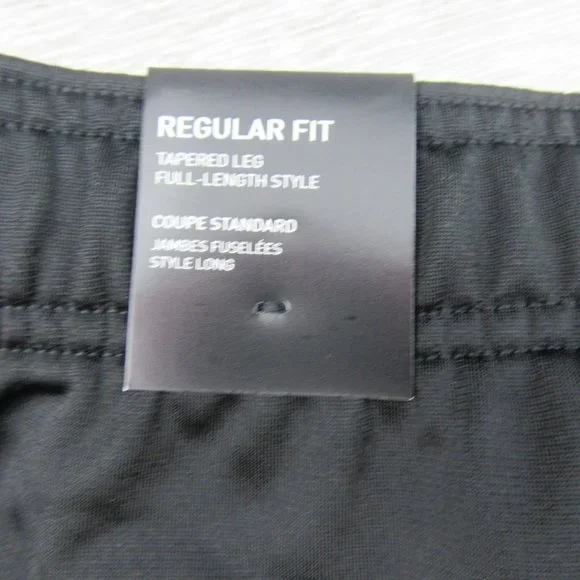 REGULAR FIT
TAPERED LEG
FULL-LENGTH STYLE
COUPE STANDARD
JAMBES FUSELÉES
STYLE LONG